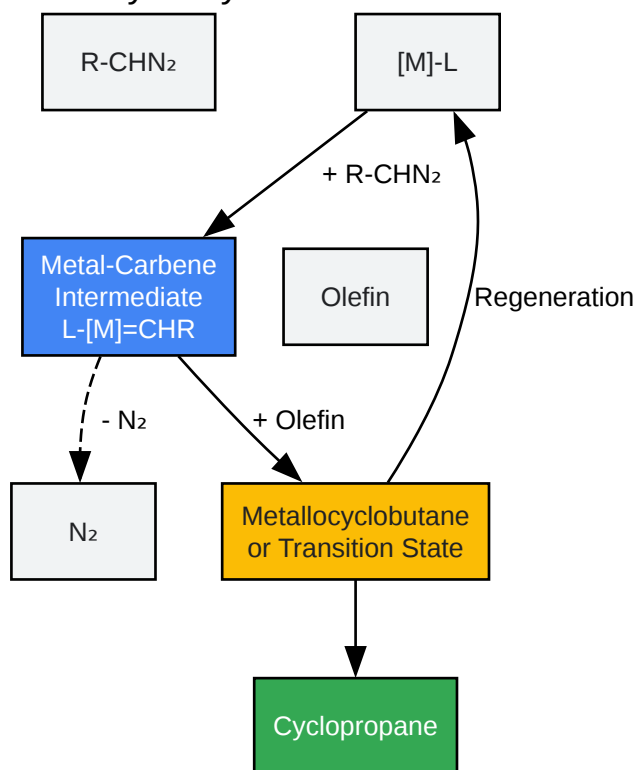 R-CHN₂
[M]-L
+ R-CHN₂
Metal-Carbene
Intermediate
L-[M]=CHR
Olefin
Regeneration
- N₂
+ Olefin
N₂
Metallocyclobutane
or Transition State
Cyclopropane